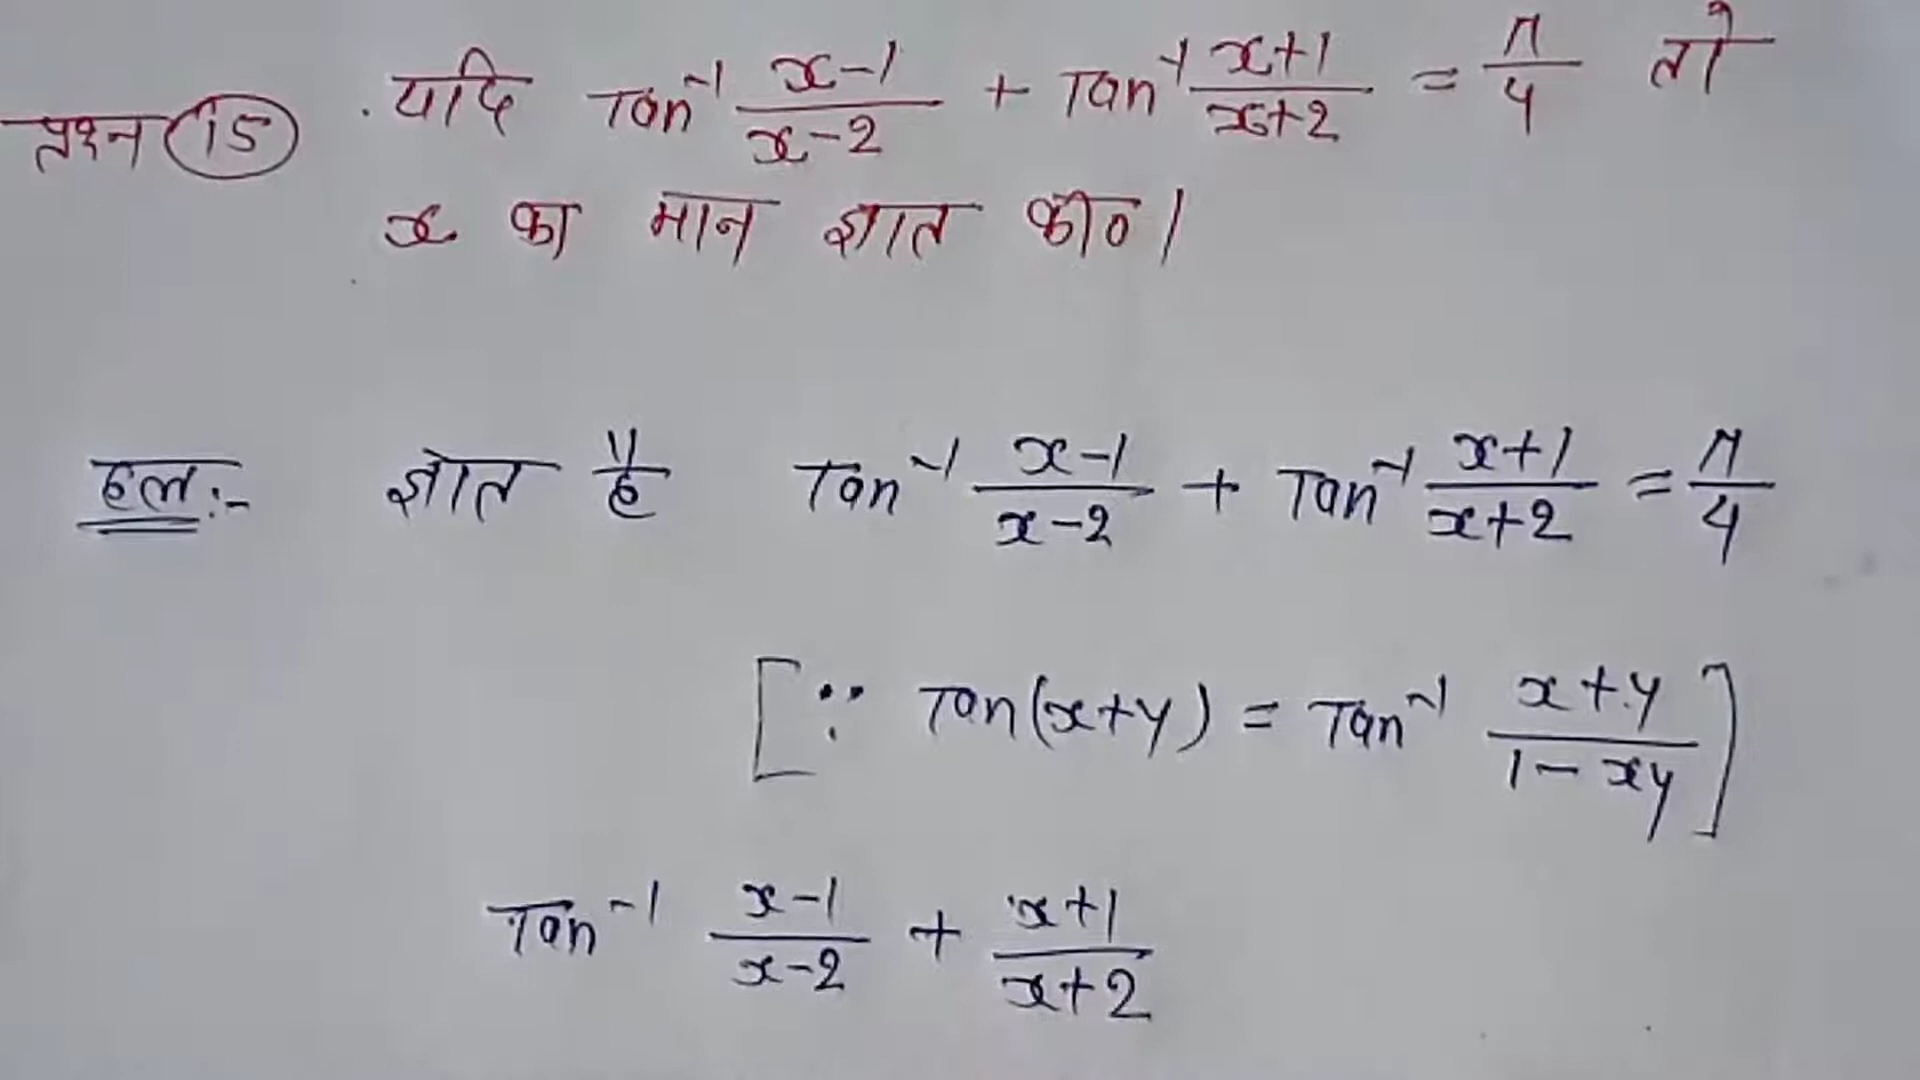 प्रश्न 15 . यदि Tan⁻¹ (x-1)/(x-2) + Tan⁻¹ (x+1)/(x+2) = π/4 तो
x का मान ज्ञात की० ।
हल:- ज्ञात है Tan⁻¹ (x-1)/(x-2) + Tan⁻¹ (x+1)/(x+2) = π/4
[∵ Tan(x+y) = Tan⁻¹ (x+y)/(1-xy)]
Tan⁻¹ (x-1)/(x-2) + (x+1)/(x+2)